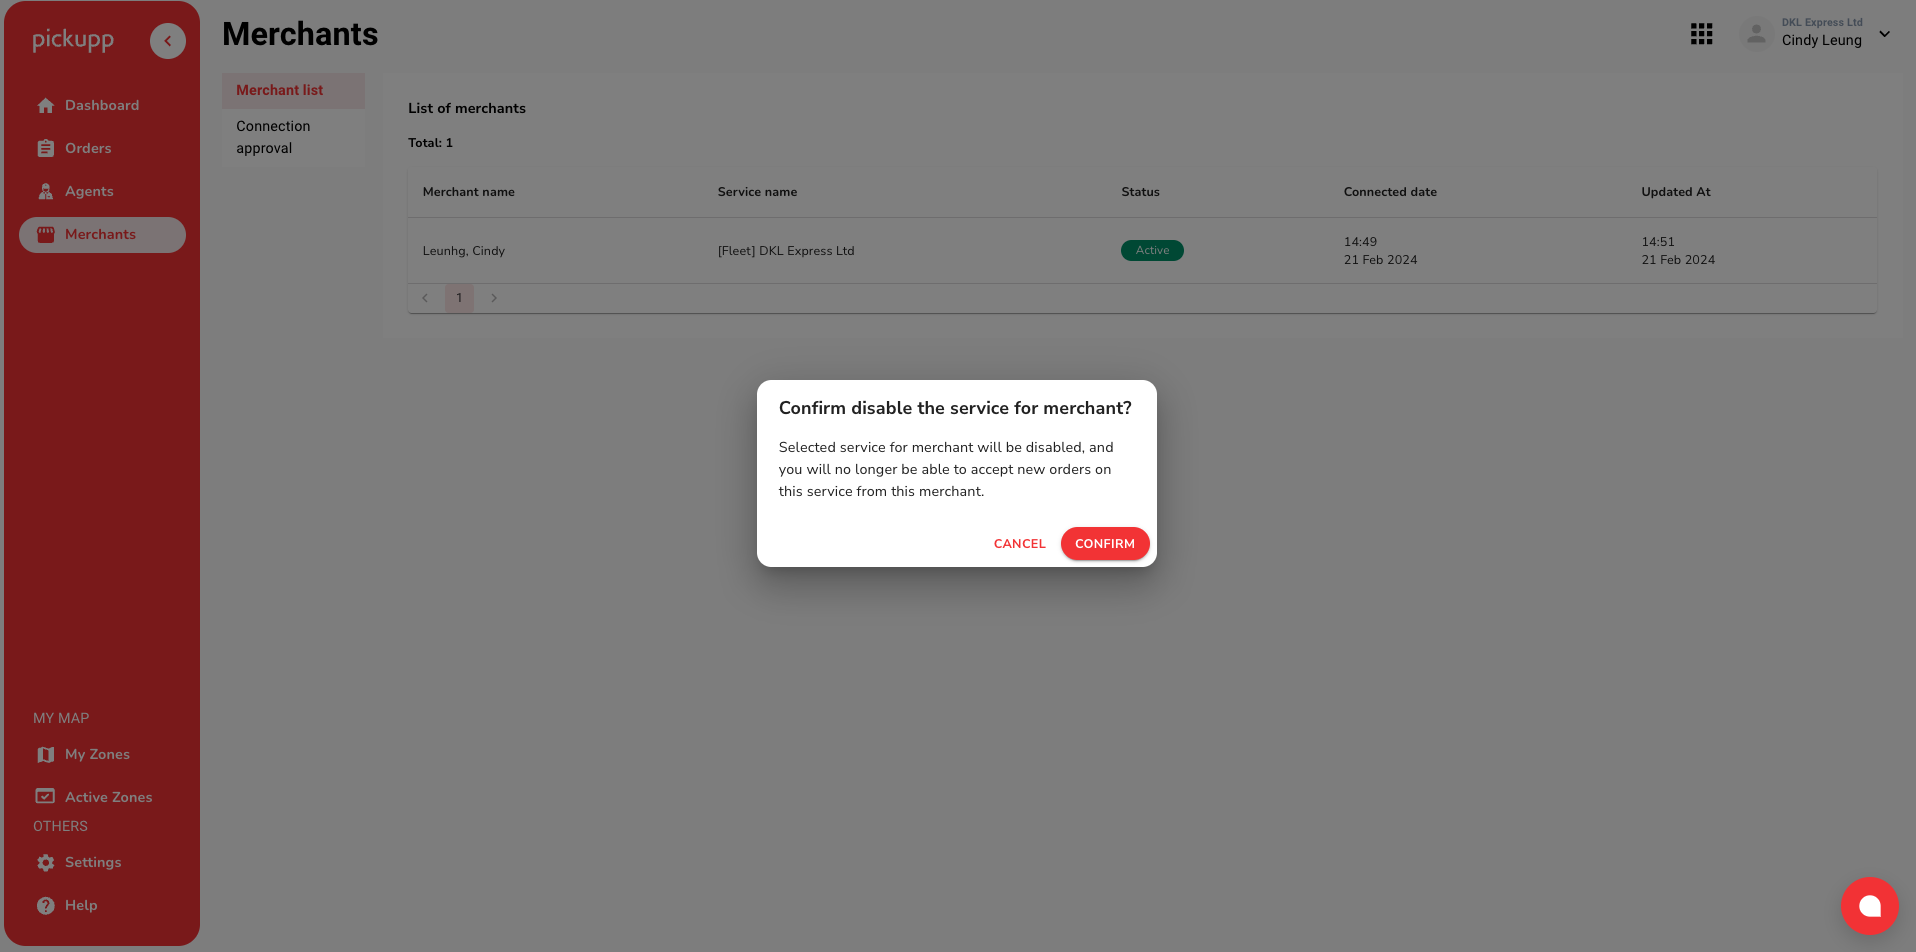 pickupp
Dashboard
Orders
Agents
Merchants
MY MAP
My Zones
Active Zones
OTHERS
Settings
Help
Merchants
DKL Express Ltd
Cindy Leung
Merchant list
Connection
approval
List of merchants
Total: 1
Merchant name Service name Status Connected date Updated At
Leunhg, Cindy [Fleet] DKL Express Ltd Active 14:49 14:51
21 Feb 2024 21 Feb 2024
1
Confirm disable the service for merchant?
Selected service for merchant will be disabled, and
you will no longer be able to accept new orders on
this service from this merchant.
CANCEL CONFIRM